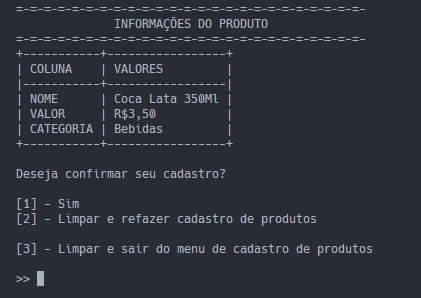 =-=-=-=-=-=-=-=-=-=-=-=-=-=-=-=-=-=-=-=-=-=-=-=-=-
INFORMAÇÕES DO PRODUTO
=-=-=-=-=-=-=-=-=-=-=-=-=-=-=-=-=-=-=-=-=-=-=-=-=-
+-----------+-----------------+
| COLUNA    | VALORES         |
|-----------+-----------------|
| NOME      | Coca Lata 350Ml |
| VALOR     | R$3,50          |
| CATEGORIA | Bebidas         |
+-----------+-----------------+
Deseja confirmar seu cadastro?
[1] - Sim
[2] - Limpar e refazer cadastro de produtos
[3] - Limpar e sair do menu de cadastro de produtos
>>